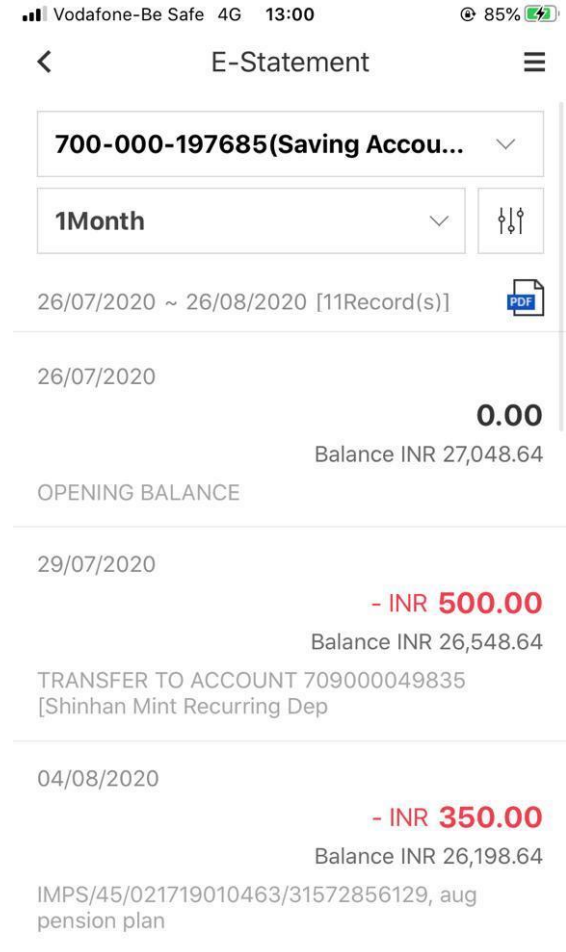 Vodafone-Be Safe 4G 13:00 85%
E-Statement
700-000-197685(Saving Accou...
1Month
26/07/2020 ~ 26/08/2020 [11Record(s)] PDF
26/07/2020
0.00
Balance INR 27,048.64
OPENING BALANCE
29/07/2020
- INR 500.00
Balance INR 26,548.64
TRANSFER TO ACCOUNT 709000049835
[Shinhan Mint Recurring Dep
04/08/2020
- INR 350.00
Balance INR 26,198.64
IMPS/45/021719010463/31572856129, aug
pension plan